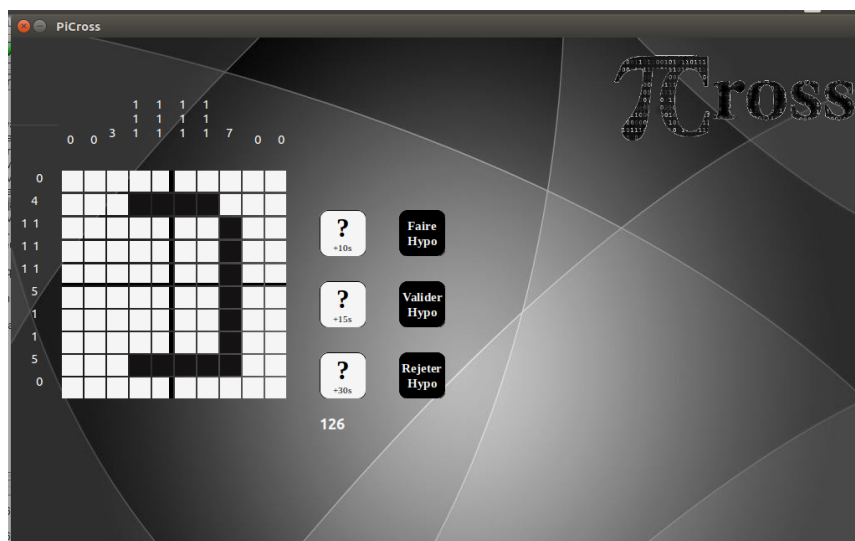 PiCross
πCross
1 1 1 1
1 1 1 1
0 0 3 1 1 1 1 7 0 0
0
4
1 1
1 1
1 1
5
1
1
5
0
?
+10s
Faire
Hypo
?
+15s
Valider
Hypo
?
+30s
Rejeter
Hypo
126